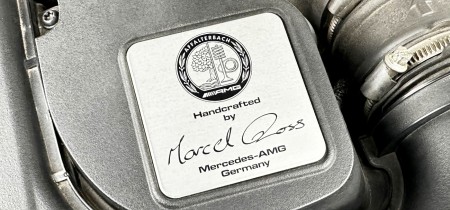 AFFALTERBACH
AMG
Handcrafted
by
Marcel Ross
Mercedes-AMG
Germany